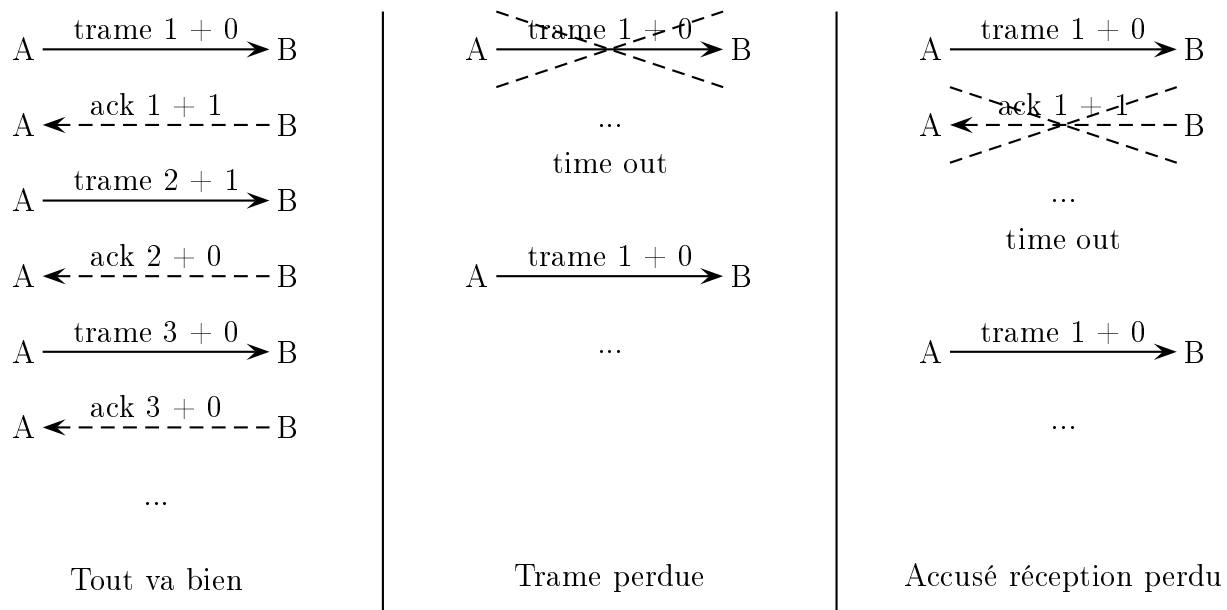 A trame 1 + 0 B
A ack 1 + 1 B
A trame 2 + 1 B
A ack 2 + 0 B
A trame 3 + 0 B
A ack 3 + 0 B
...
Tout va bien
A trame 1 + 0 B
...
time out
A trame 1 + 0 B
...
Trame perdue
A trame 1 + 0 B
A ack 1 + 1 B
...
time out
A trame 1 + 0 B
...
Accusé réception perdu